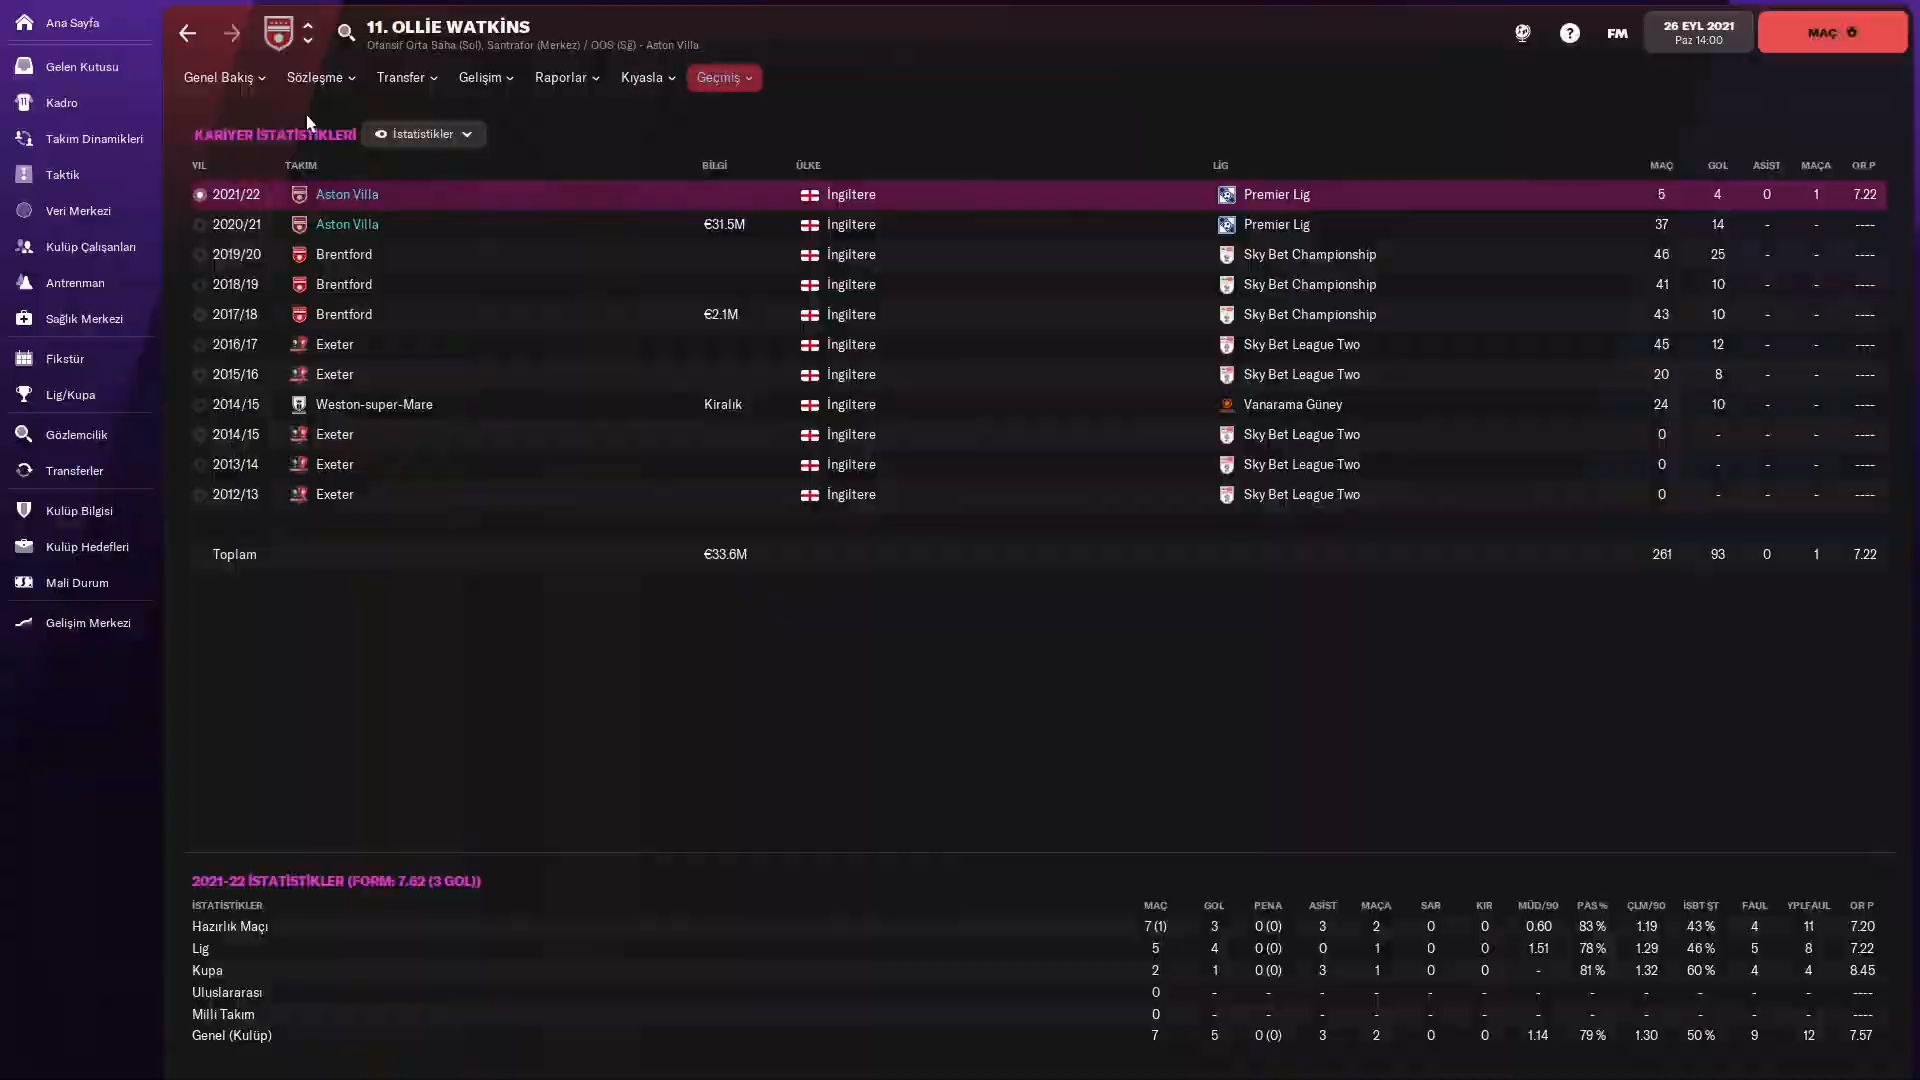 Ana Sayfa
Gelen Kutusu
Kadro
Takım Dinamikleri
Taktik
Veri Merkezi
Kulüp Çalışanları
Antrenman
Sağlık Merkezi
Fikstür
Lig/Kupa
Gözlemcilik
Transferler
Kulüp Bilgisi
Kulüp Hedefleri
Mali Durum
Gelişim Merkezi
11. OLLİE WATKİNS
Ofansif Orta Saha (Sol), Santrafor (Merkez) / OOS (Sğ) - Aston Villa
FM
26 EYL 2021
Paz 14:00
MAÇ
Genel Bakış Sözleşme Transfer Gelişim Raporlar Kıyasla Geçmiş
KARİYER İSTATİSTİKLERİ İstatistikler
YIL TAKIM BİLGİ ÜLKE LİG MAÇ GOL ASİST MAÇA OR P
2021/22 Aston Villa İngiltere Premier Lig 5 4 0 1 7.22
2020/21 Aston Villa €31.5M İngiltere Premier Lig 37 14 - - ----
2019/20 Brentford İngiltere Sky Bet Championship 46 25 - - ----
2018/19 Brentford İngiltere Sky Bet Championship 41 10 - - ----
2017/18 Brentford €2.1M İngiltere Sky Bet Championship 43 10 - - ----
2016/17 Exeter İngiltere Sky Bet League Two 45 12 - - ----
2015/16 Exeter İngiltere Sky Bet League Two 20 8 - - ----
2014/15 Weston-super-Mare Kiralık İngiltere Vanarama Güney 24 10 - - ----
2014/15 Exeter İngiltere Sky Bet League Two 0 - - - ----
2013/14 Exeter İngiltere Sky Bet League Two 0 - - - ----
2012/13 Exeter İngiltere Sky Bet League Two 0 - - - ----
Toplam €33.6M 261 93 0 1 7.22
2021-22 İSTATİSTİKLER (FORM: 7.62 (3 GOL))
İSTATİSTİKLER MAÇ GOL PENA ASİST MAÇA SAR KIR MÜD/90 PAS % ÇLM/90 İSBT ŞT FAUL YPLFAUL OR P
Hazırlık Maçı 7 (1) 3 0 (0) 3 2 0 0 0.60 83 % 1.19 43 % 4 11 7.20
Lig 5 4 0 (0) 0 1 0 0 1.51 78 % 1.29 46 % 5 8 7.22
Kupa 2 1 0 (0) 3 1 0 0 - 81 % 1.32 60 % 4 4 8.45
Uluslararası 0 - - - - - - - - - - - - ----
Milli Takım 0 - - - - - - - - - - - - ----
Genel (Kulüp) 7 5 0 (0) 3 2 0 0 1.14 79 % 1.30 50 % 9 12 7.57